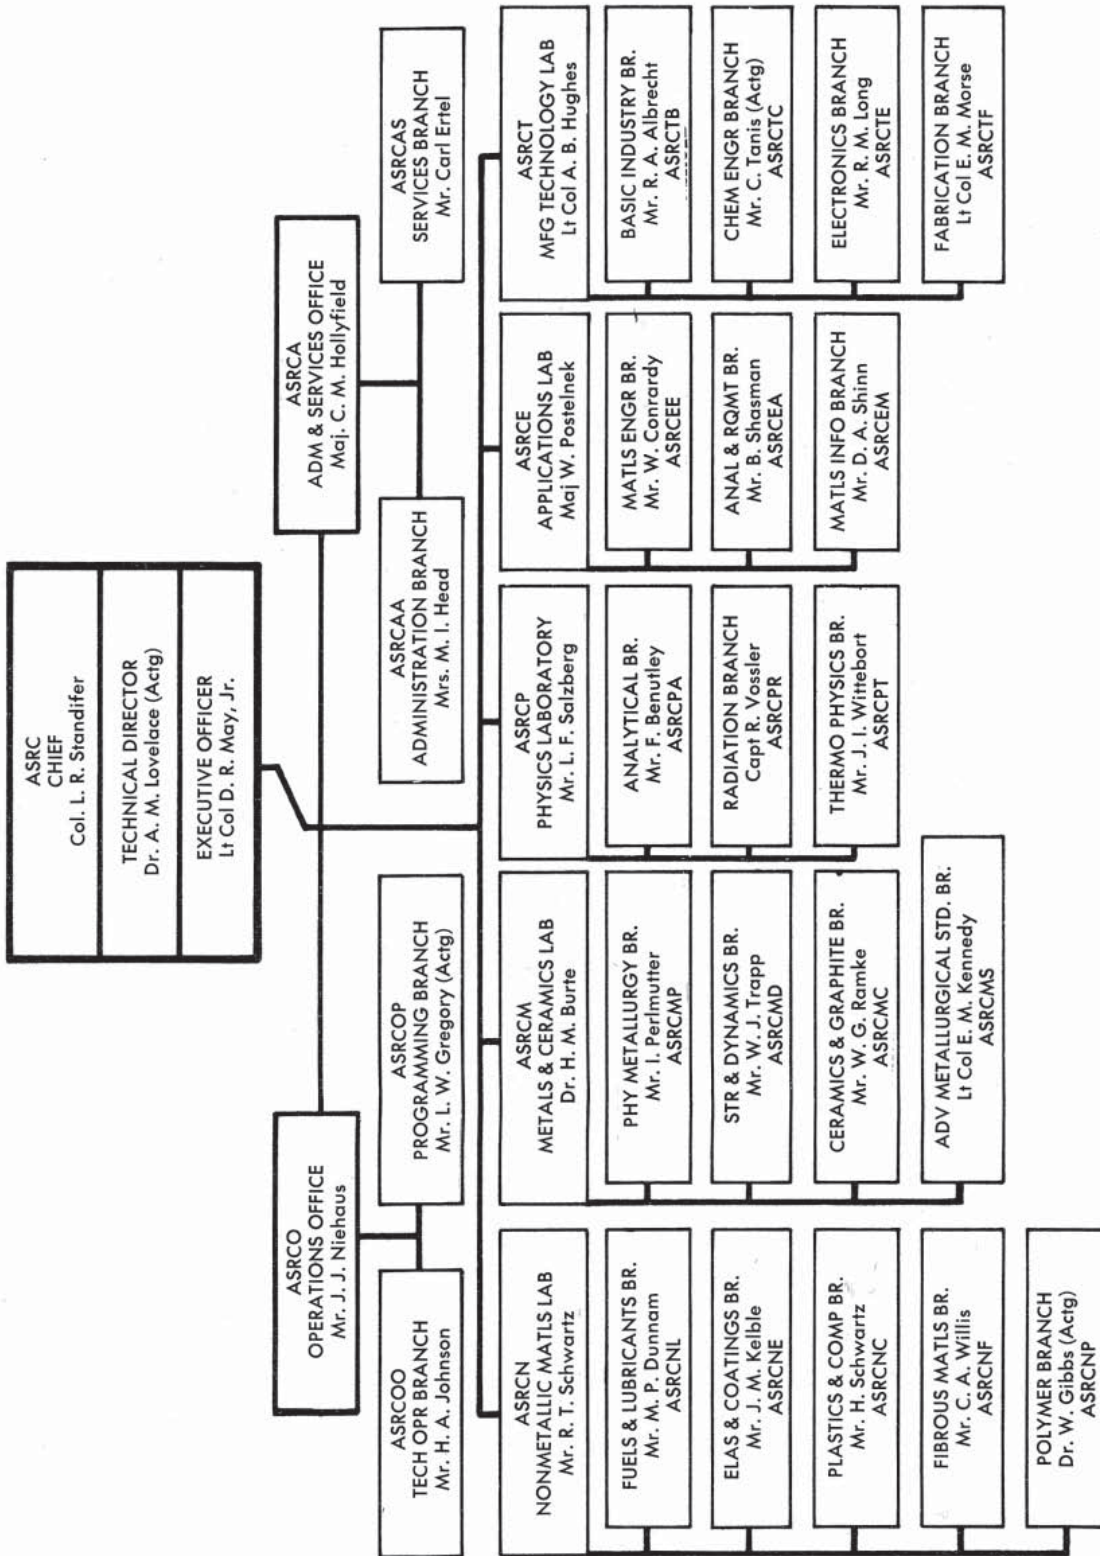 ASRC
CHIEF
Col. L. R. Standifer
TECHNICAL DIRECTOR
Dr. A. M. Lovelace (Actg)
EXECUTIVE OFFICER
Lt Col D. R. May, Jr.
ASRCO
OPERATIONS OFFICE
Mr. J. J. Niehaus
ASRCA
ADM & SERVICES OFFICE
Maj. C. M. Hollyfield
ASRCOO
TECH OPR BRANCH
Mr. H. A. Johnson
ASRCOP
PROGRAMING BRANCH
Mr. L. W. Gregory (Actg)
ASRCAA
ADMINISTRATION BRANCH
Mrs. M. I. Head
ASRCAS
SERVICES BRANCH
Mr. Carl Ertel
ASRCN
NONMETALLIC MATLS LAB
Mr. R. T. Schwartz
FUELS & LUBRICANTS BR.
Mr. M. P. Dunnam
ASRCNL
ELAS & COATINGS BR.
Mr. J. M. Kelble
ASRCNE
PLASTICS & COMP BR.
Mr. H. Schwartz
ASRCNC
FIBROUS MATLS BR.
Mr. C. A. Willis
ASRCNF
POLYMER BRANCH
Dr. W. Gibbs (Actg)
ASRCNP
ASRCM
METALS & CERAMICS LAB
Dr. H. M. Burte
PHY METALLURGY BR.
Mr. I. Perlmutter
ASRCMP
STR & DYNAMICS BR.
Mr. W. J. Trapp
ASRCMD
CERAMICS & GRAPHITE BR.
Mr. W. G. Ramke
ASRCMC
ADV METALLURGICAL STD. BR.
Lt Col E. M. Kennedy
ASRCMS
ASRCP
PHYSICS LABORATORY
Mr. L. F. Salzberg
ANALYTICAL BR.
Mr. F. Benutley
ASRCPA
RADIATION BRANCH
Capt R. Vossler
ASRCPR
THERMO PHYSICS BR.
Mr. J. I. Wittebort
ASRCPT
ASRCE
APPLICATIONS LAB
Maj W. Postelnek
MATLS ENGR BR.
Mr. W. Conrardy
ASRCEE
ANAL & RQMT BR.
Mr. B. Shasman
ASRCEA
MATLS INFO BRANCH
Mr. D. A. Shinn
ASRCEM
ASRCT
MFG TECHNOLOGY LAB
Lt Col A. B. Hughes
BASIC INDUSTRY BR.
Mr. R. A. Albrecht
ASRCTB
CHEM ENGR BRANCH
Mr. C. Tanis (Actg)
ASRCTC
ELECTRONICS BRANCH
Mr. R. M. Long
ASRCTE
FABRICATION BRANCH
Lt Col E. M. Morse
ASRCTF